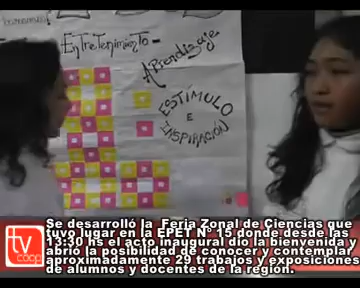 Entretenimiento -
Aprendizaje
ESTÍMULO
E
INSPIRACIÓN
tv
coop
Se desarrolló la Feria Zonal de Ciencias que
tuvo lugar en la EPET Nº 15 donde desde las
13:30 hs el acto inaugural dio la bienvenida y
abrió la posibilidad de conocer y contemplar
aproximadamente 29 trabajos y exposiciones
de alumnos y docentes de la región.